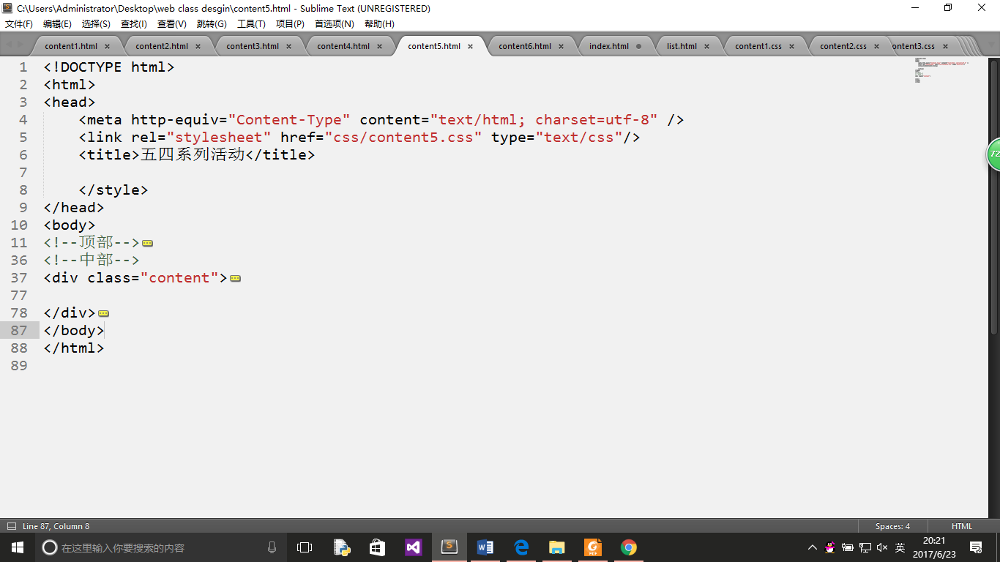 C:\Users\Administrator\Desktop\web class desgin\content5.html - Sublime Text (UNREGISTERED)
文件(F) 编辑(E) 选择(S) 查找(I) 查看(V) 跳转(G) 工具(T) 项目(P) 首选项(N) 帮助(H)
content1.html content2.html content3.html content4.html content5.html content6.html index.html list.html content1.css content2.css ontent3.css
1 <!DOCTYPE html>
2 <html>
3 <head>
4 <meta http-equiv="Content-Type" content="text/html; charset=utf-8" />
5 <link rel="stylesheet" href="css/content5.css" type="text/css"/>
6 <title>五四系列活动</title>
7
8 </style>
9 </head>
10 <body>
11 <!--顶部-->
36 <!--中部-->
37 <div class="content">
77
78 </div>
87 </body>
88 </html>
89
72
Line 87, Column 8 Spaces: 4 HTML
在这里输入你要搜索的内容 英 20:21
2017/6/23